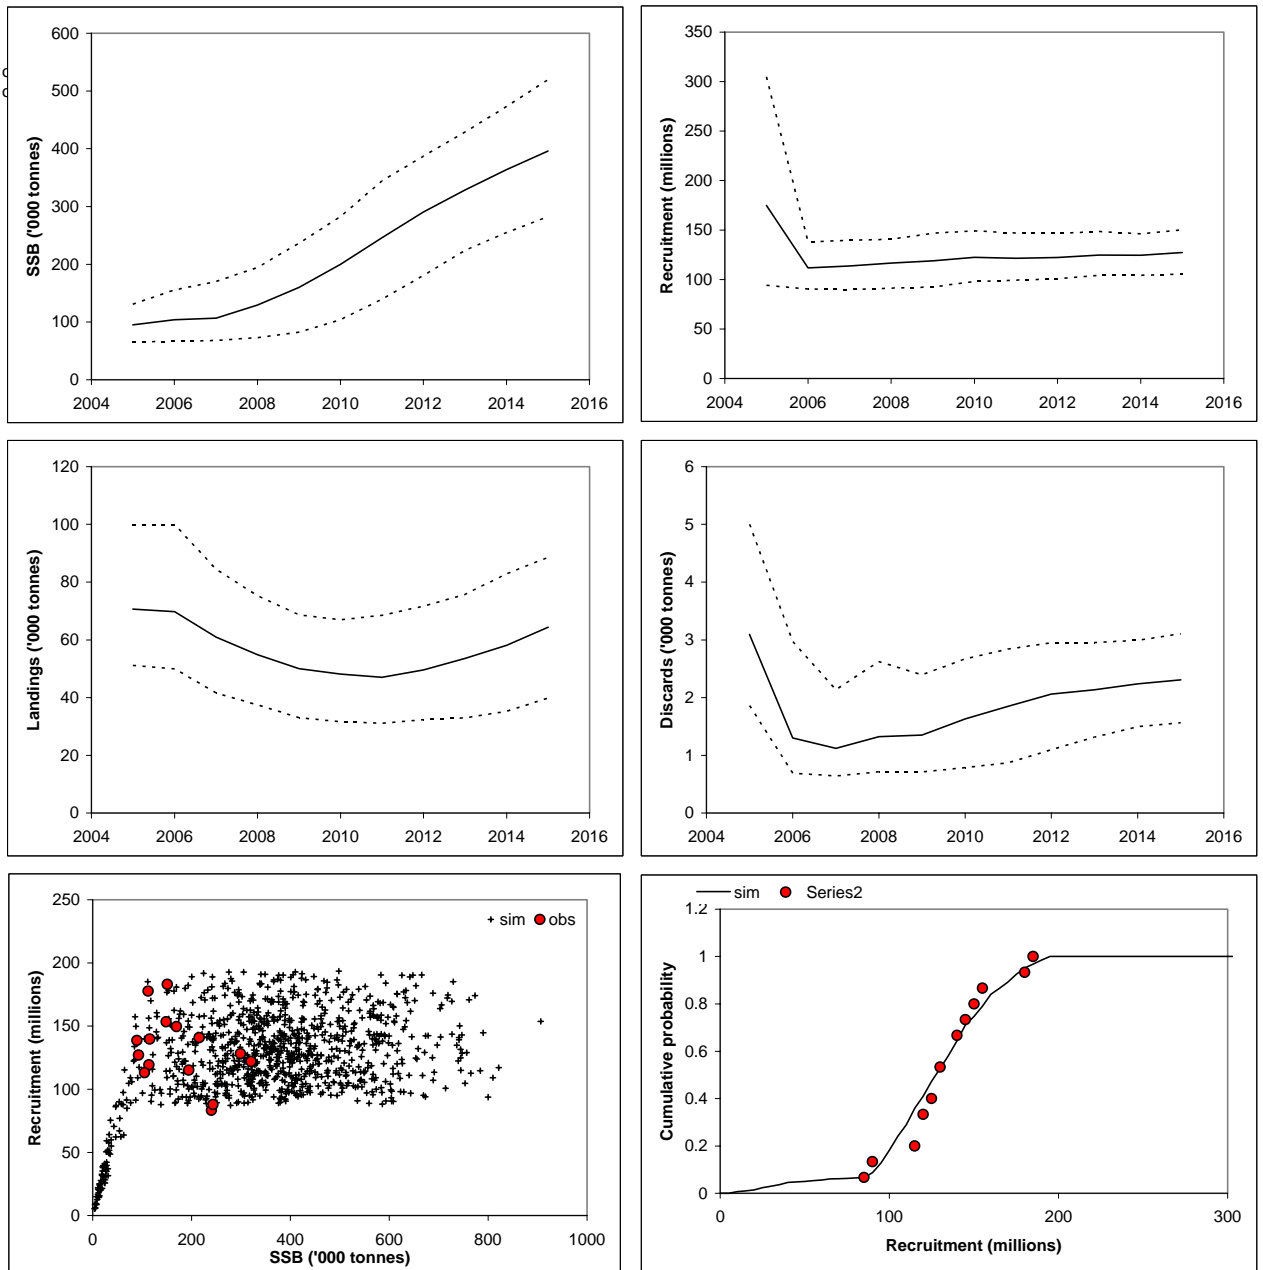 600
500
400
300
200
100
0
SSB ('000 tonnes)
2004 2006 2008 2010 2012 2014 2016
350
300
250
200
150
100
50
0
Recruitment (millions)
2004 2006 2008 2010 2012 2014 2016
120
100
80
60
40
20
0
Landings ('000 tonnes)
2004 2006 2008 2010 2012 2014 2016
6
5
4
3
2
1
0
Discards ('000 tonnes)
2004 2006 2008 2010 2012 2014 2016
250
200
150
100
50
0
Recruitment (millions)
sim obs
0 200 400 600 800 1000
SSB ('000 tonnes)
sim Series2
1.2
1
0.8
0.6
0.4
0.2
0
Cumulative probability
0 100 200 300
Recruitment (millions)